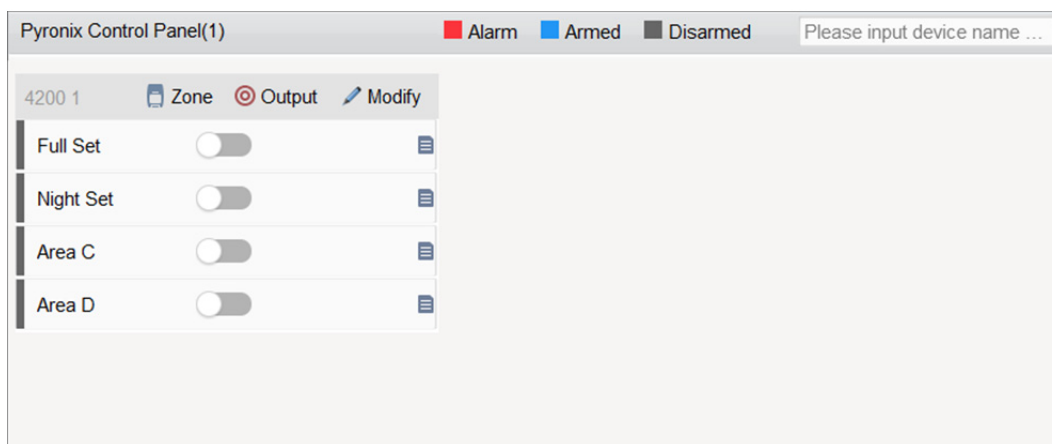 Pyronix Control Panel(1) Alarm Armed Disarmed Please input device name ...
4200 1 Zone Output Modify
Full Set
Night Set
Area C
Area D